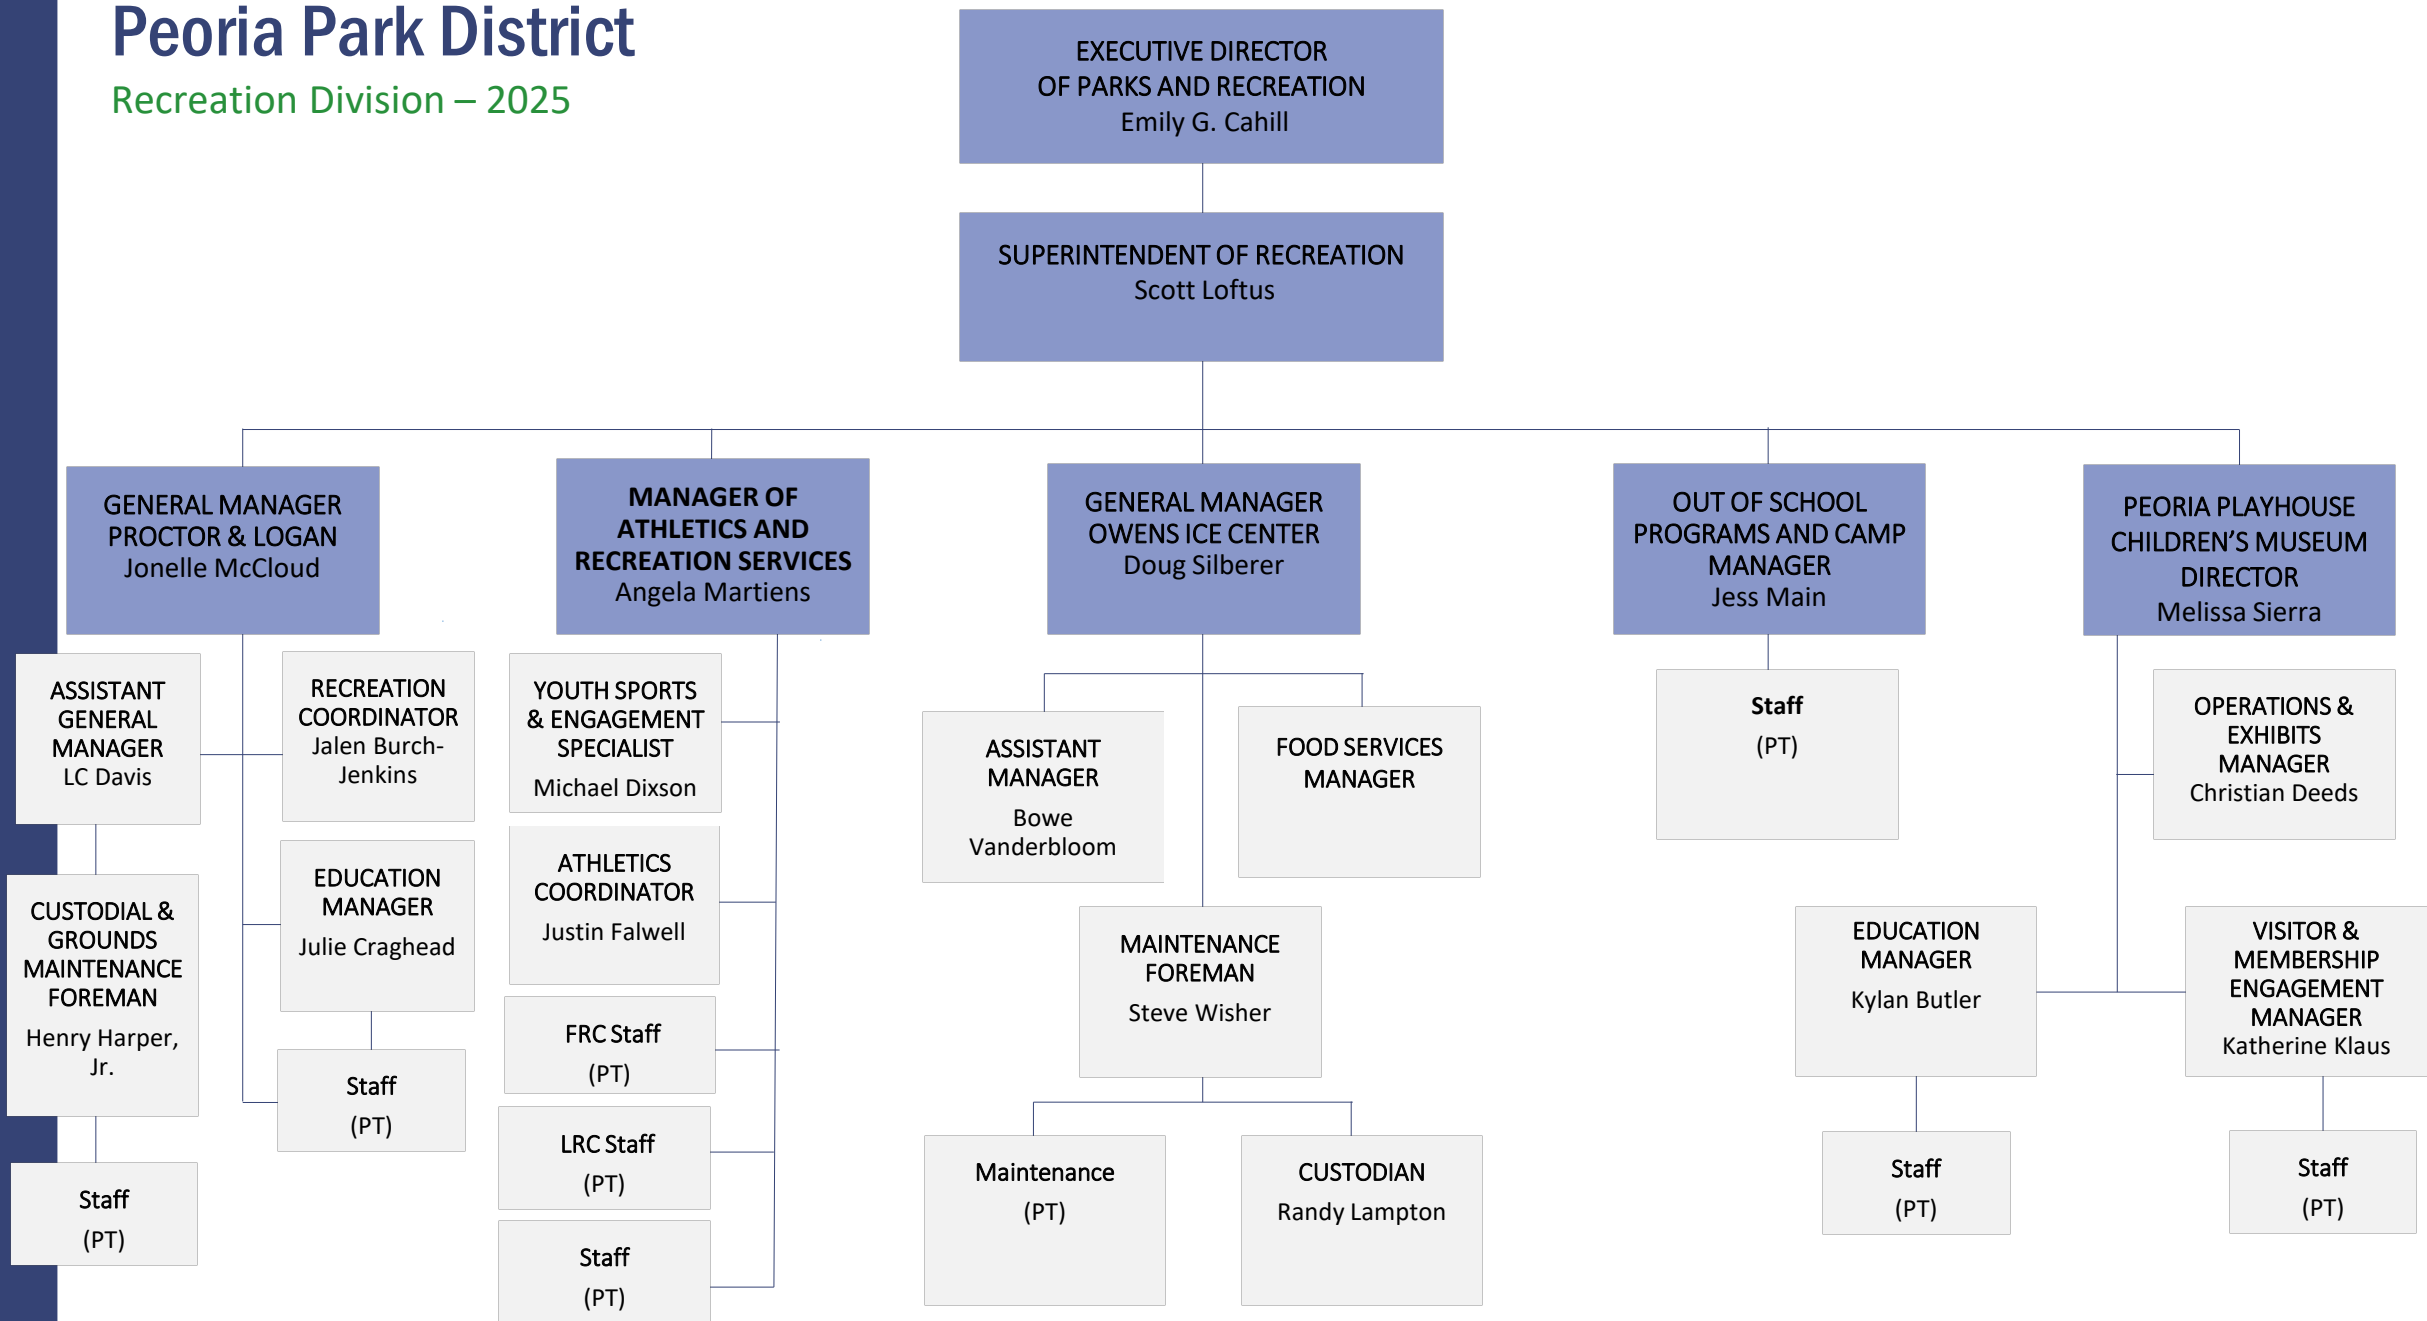 Peoria Park District
Recreation Division – 2025
EXECUTIVE DIRECTOR
OF PARKS AND RECREATION
Emily G. Cahill
SUPERINTENDENT OF RECREATION
Scott Loftus
GENERAL MANAGER
PROCTOR & LOGAN
Jonelle McCloud
MANAGER OF
ATHLETICS AND
RECREATION SERVICES
Angela Martiens
GENERAL MANAGER
OWENS ICE CENTER
Doug Silberer
OUT OF SCHOOL
PROGRAMS AND CAMP
MANAGER
Jess Main
PEORIA PLAYHOUSE
CHILDREN’S MUSEUM
DIRECTOR
Melissa Sierra
ASSISTANT
GENERAL
MANAGER
LC Davis
RECREATION
COORDINATOR
Jalen Burch-
Jenkins
EDUCATION
MANAGER
Julie Craghead
CUSTODIAL &
GROUNDS
MAINTENANCE
FOREMAN
Henry Harper,
Jr.
Staff
(PT)
Staff
(PT)
YOUTH SPORTS
& ENGAGEMENT
SPECIALIST
Michael Dixson
ATHLETICS
COORDINATOR
Justin Falwell
FRC Staff
(PT)
LRC Staff
(PT)
Staff
(PT)
ASSISTANT
MANAGER
Bowe
Vanderbloom
FOOD SERVICES
MANAGER
MAINTENANCE
FOREMAN
Steve Wisher
Maintenance
(PT)
CUSTODIAN
Randy Lampton
Staff
(PT)
OPERATIONS &
EXHIBITS
MANAGER
Christian Deeds
EDUCATION
MANAGER
Kylan Butler
VISITOR &
MEMBERSHIP
ENGAGEMENT
MANAGER
Katherine Klaus
Staff
(PT)
Staff
(PT)